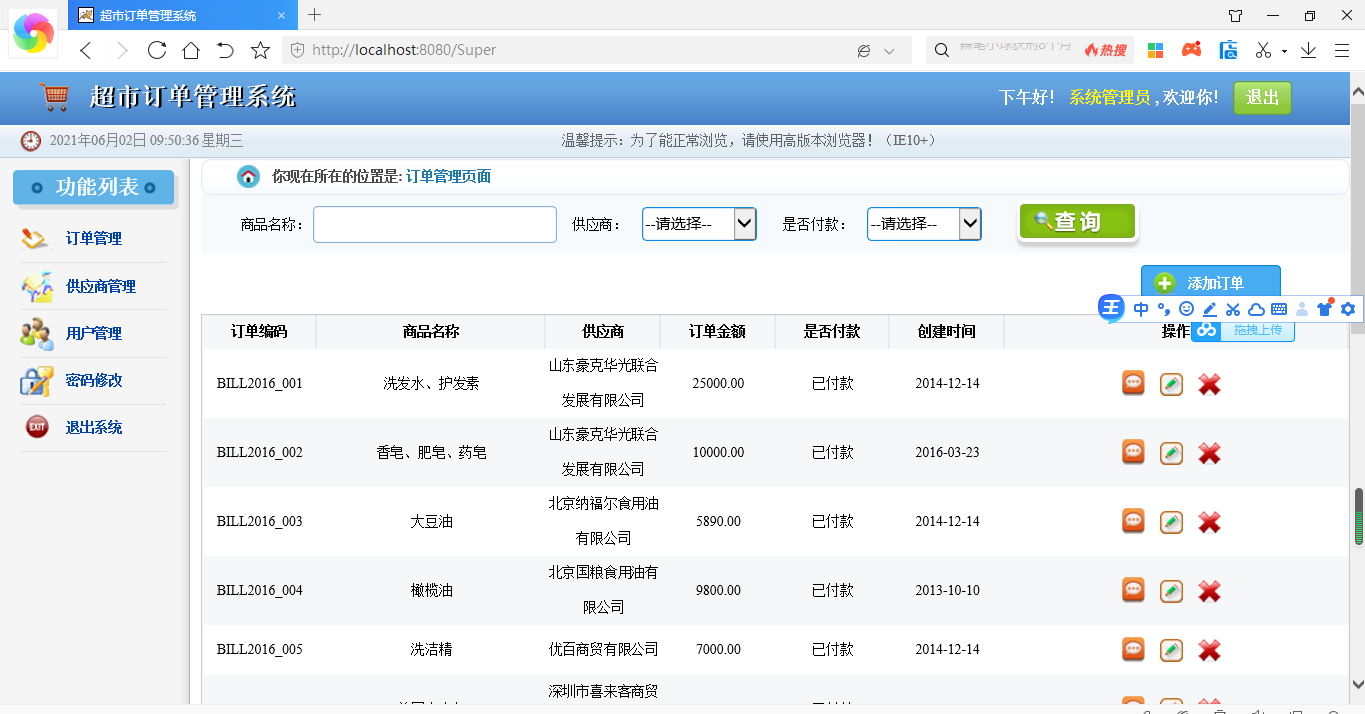 超市订单管理系统
http://localhost:8080/Super
热搜
超市订单管理系统
下午好！ 系统管理员 , 欢迎你！
退出
2021年06月02日 09:50:36 星期三
温馨提示：为了能正常浏览，请使用高版本浏览器！（IE10+）
功能列表
订单管理
供应商管理
用户管理
密码修改
退出系统
EXIT
你现在所在的位置是: 订单管理页面
商品名称：
供应商：
--请选择--
是否付款：
--请选择--
查询
添加订单
王 中
拖拽上传
订单编码 商品名称 供应商 订单金额 是否付款 创建时间 操作
BILL2016_001 洗发水、护发素 山东豪克华光联合发展有限公司 25000.00 已付款 2014-12-14
BILL2016_002 香皂、肥皂、药皂 山东豪克华光联合发展有限公司 10000.00 已付款 2016-03-23
BILL2016_003 大豆油 北京纳福尔食用油有限公司 5890.00 已付款 2014-12-14
BILL2016_004 橄榄油 北京国粮食用油有限公司 9800.00 已付款 2013-10-10
BILL2016_005 洗洁精 优百商贸有限公司 7000.00 已付款 2014-12-14
深圳市喜来客商贸